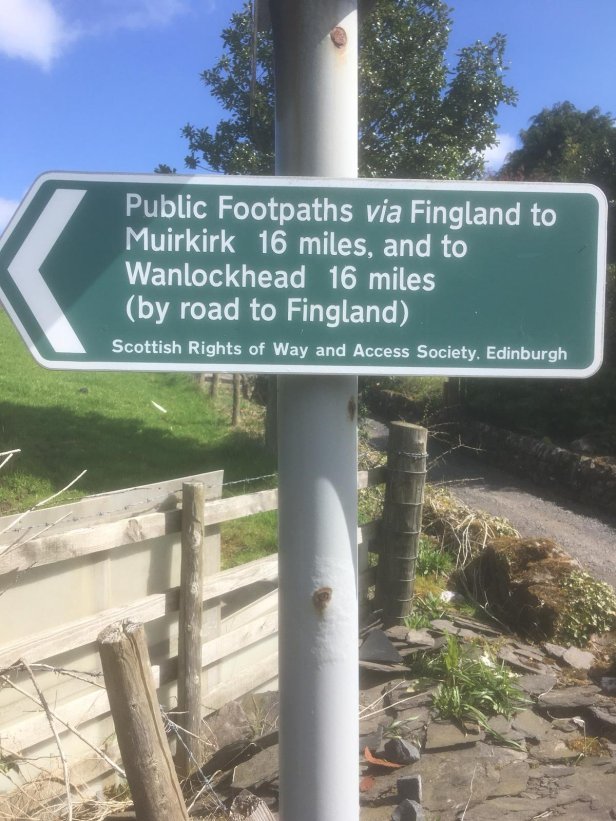 Public Footpaths via Fingland to
Muirkirk 16 miles, and to
Wanlockhead 16 miles
(by road to Fingland)
Scottish Rights of Way and Access Society, Edinburgh